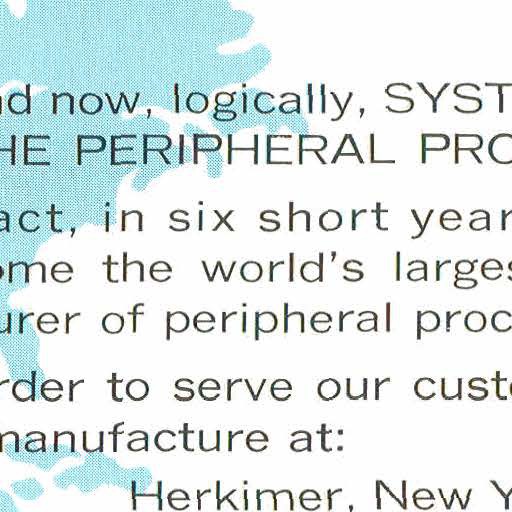 d now, logically, SYST
HE PERIPHERAL PRO
act, in six short year
ome the world's larges
urer of peripheral proc
rder to serve our custo
manufacture at:
Herkimer, New Y